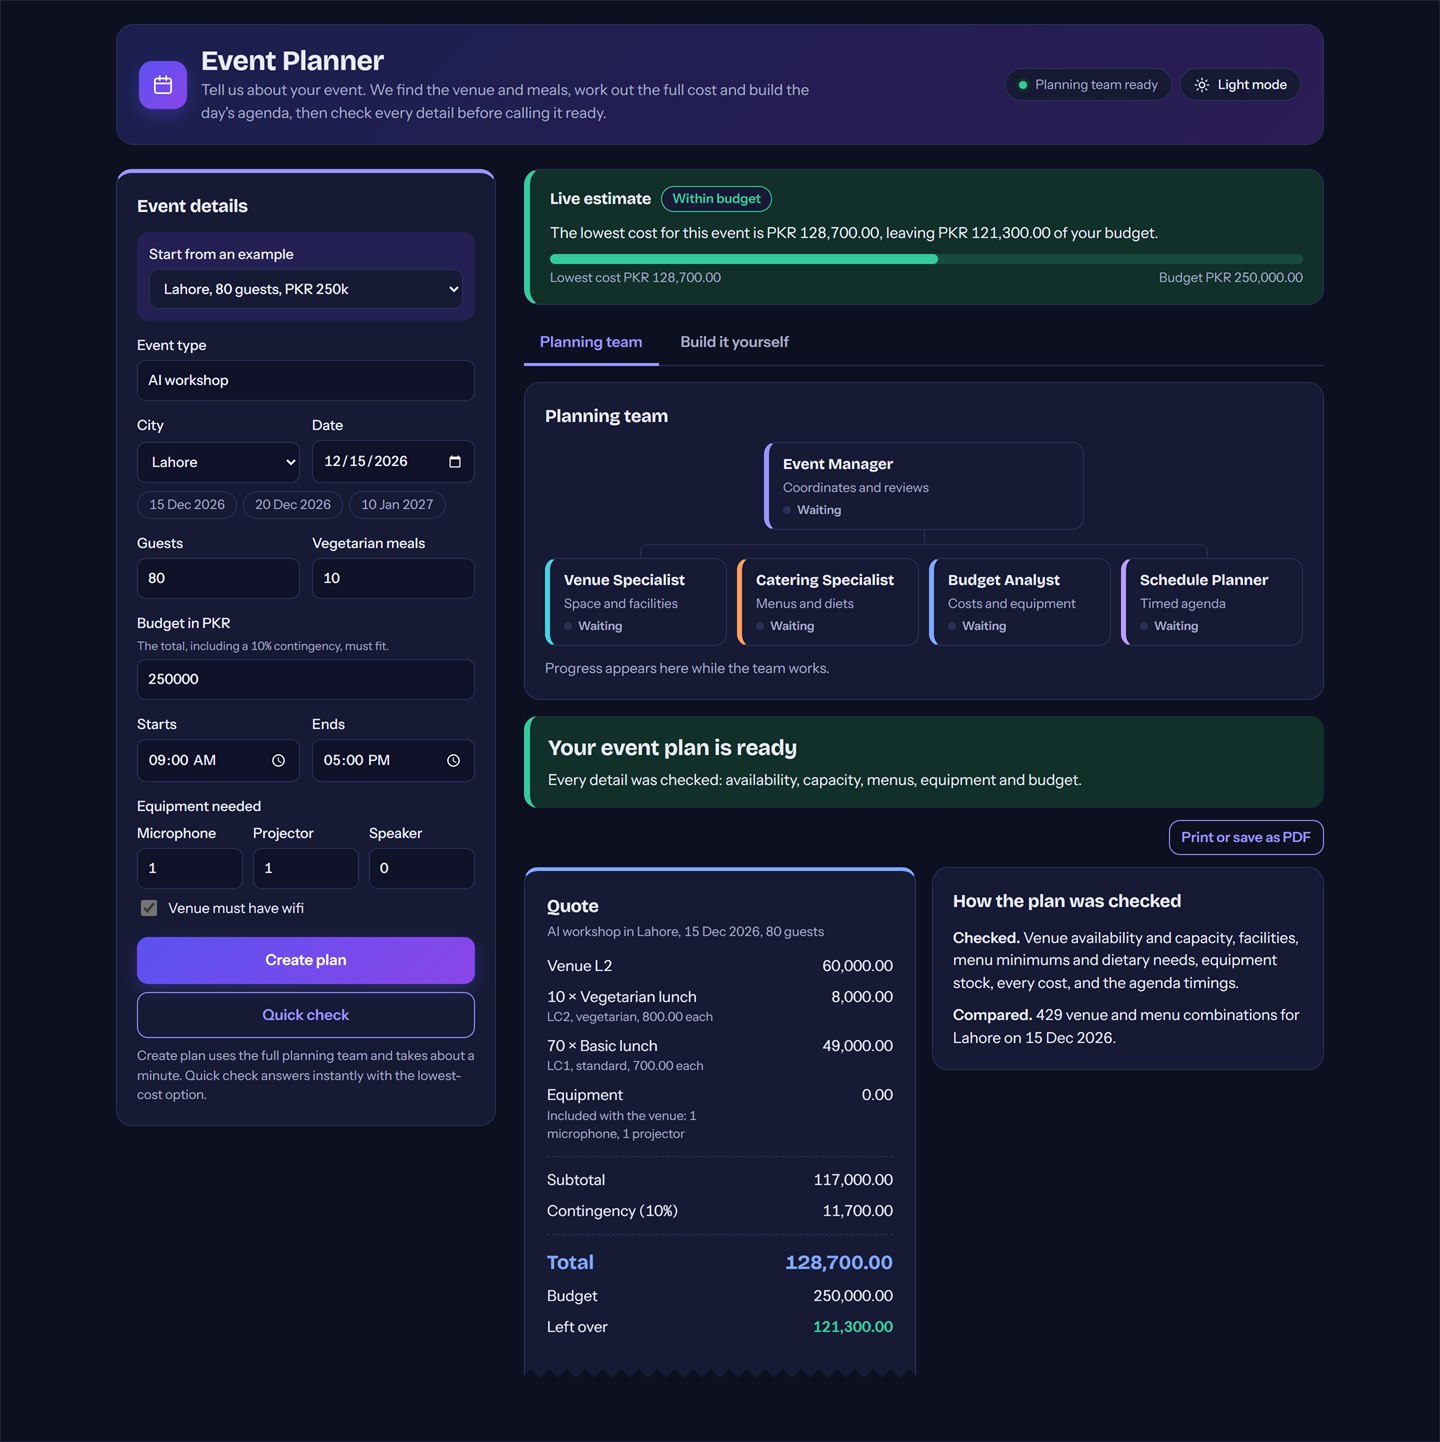 Event Planner
Tell us about your event. We find the venue and meals, work out the full cost and build the
day's agenda, then check every detail before calling it ready.
Planning team ready
Light mode
Event details
Start from an example
Lahore, 80 guests, PKR 250k
Event type
AI workshop
City
Date
Lahore
12/15/2026
15 Dec 2026
20 Dec 2026
10 Jan 2027
Guests
Vegetarian meals
80
10
Budget in PKR
The total, including a 10% contingency, must fit.
250000
Starts
Ends
09:00 AM
05:00 PM
Equipment needed
Microphone
Projector
Speaker
1
1
0
Venue must have wifi
Create plan
Quick check
Create plan uses the full planning team and takes about a
minute. Quick check answers instantly with the lowest-
cost option.
Live estimate
Within budget
The lowest cost for this event is PKR 128,700.00, leaving PKR 121,300.00 of your budget.
Lowest cost PKR 128,700.00
Budget PKR 250,000.00
Planning team
Build it yourself
Planning team
Event Manager
Coordinates and reviews
Waiting
Venue Specialist
Space and facilities
Waiting
Catering Specialist
Menus and diets
Waiting
Budget Analyst
Costs and equipment
Waiting
Schedule Planner
Timed agenda
Waiting
Progress appears here while the team works.
Your event plan is ready
Every detail was checked: availability, capacity, menus, equipment and budget.
Print or save as PDF
Quote
AI workshop in Lahore, 15 Dec 2026, 80 guests
Venue L2 60,000.00
10 × Vegetarian lunch 8,000.00
LC2, vegetarian, 800.00 each
70 × Basic lunch 49,000.00
LC1, standard, 700.00 each
Equipment 0.00
Included with the venue: 1
microphone, 1 projector
Subtotal 117,000.00
Contingency (10%) 11,700.00
Total 128,700.00
Budget 250,000.00
Left over 121,300.00
How the plan was checked
Checked. Venue availability and capacity, facilities,
menu minimums and dietary needs, equipment
stock, every cost, and the agenda timings.
Compared. 429 venue and menu combinations for
Lahore on 15 Dec 2026.